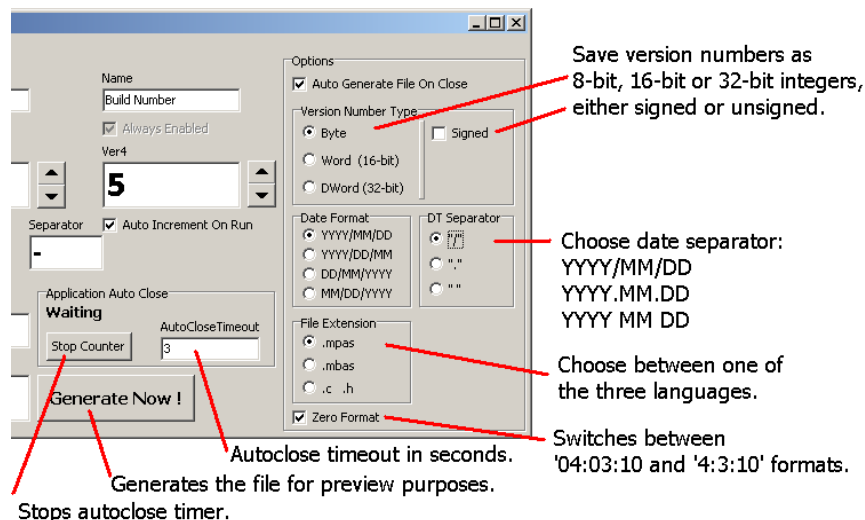 Name
Build Number
Always Enabled
Ver4
5
Separator
Auto Increment On Run
-
Application Auto Close
Waiting
AutoCloseTimeout
Stop Counter
3
Generate Now !
Options
Auto Generate File On Close
Version Number Type
Byte
Signed
Word (16-bit)
DWord (32-bit)
Date Format
YYYY/MM/DD
YYYY/DD/MM
DD/MM/YYYY
MM/DD/YYYY
DT Separator
"/"
"."
" "
File Extension
.mpas
.mbas
.c .h
Zero Format
Save version numbers as
8-bit, 16-bit or 32-bit integers,
either signed or unsigned.
Choose date separator:
YYYY/MM/DD
YYYY.MM.DD
YYYY MM DD
Choose between one of
the three languages.
Switches between
'04:03:10 and '4:3:10' formats.
Autoclose timeout in seconds.
Generates the file for preview purposes.
Stops autoclose timer.